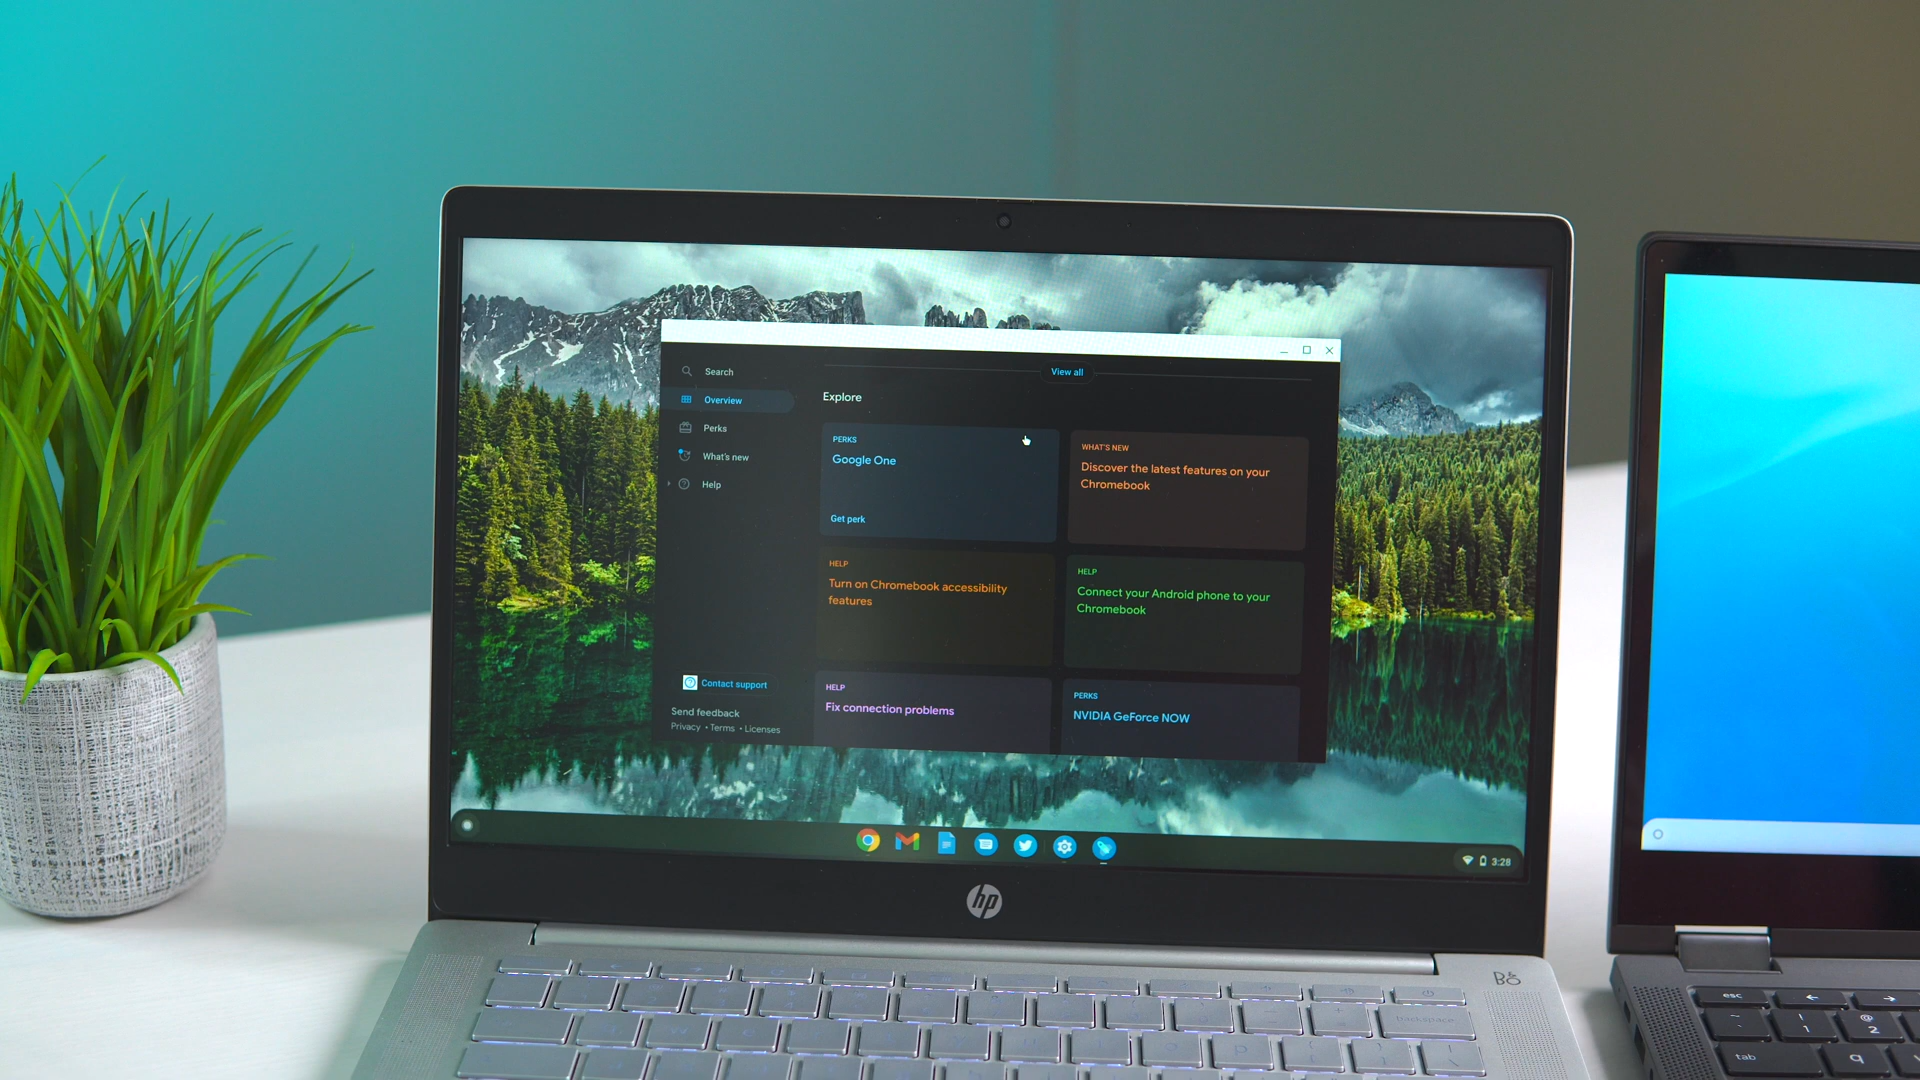 Search
Overview
Perks
What's new
Help
Contact support
Send feedback
Privacy • Terms • Licenses
View all
Explore
PERKS
Google One
Get perk
WHAT'S NEW
Discover the latest features on your
Chromebook
HELP
Turn on Chromebook accessibility
features
HELP
Connect your Android phone to your
Chromebook
HELP
Fix connection problems
PERKS
NVIDIA GeForce NOW
3:28
hp
B&O
backspace
esc
~
!
1
@
2
tab
q